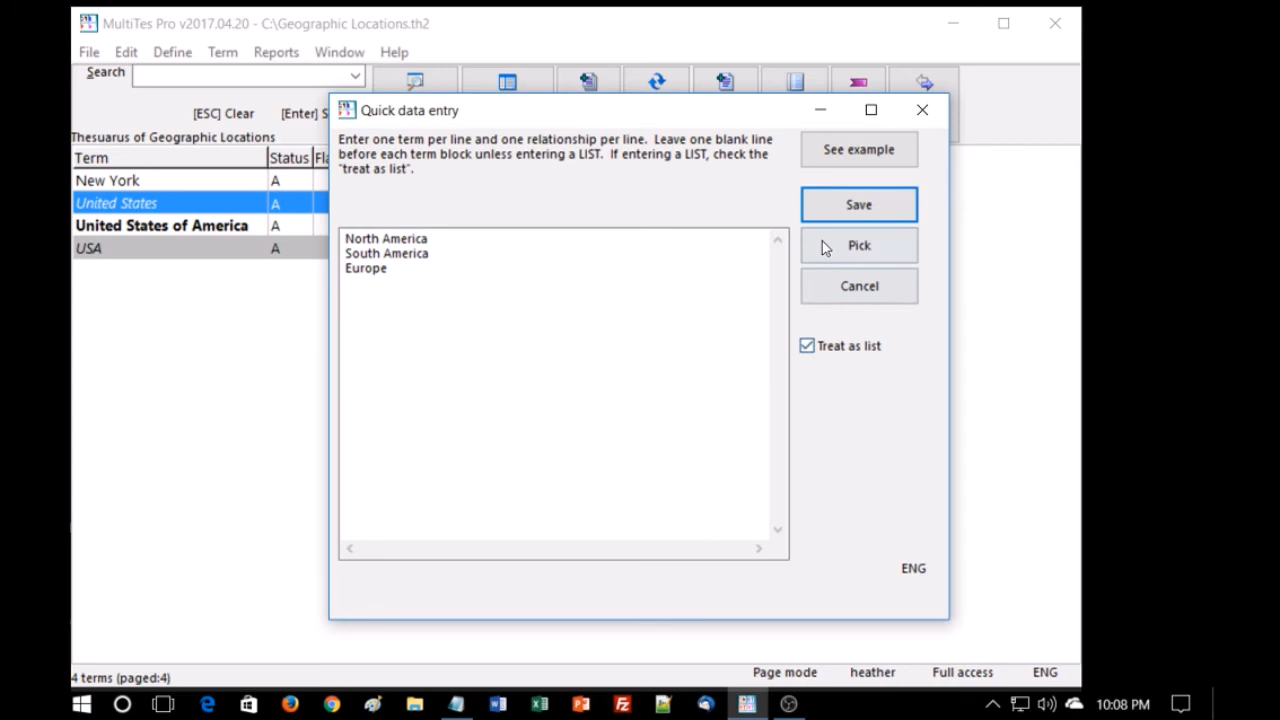 MultiTes Pro v2017.04.20 - C:\Geographic Locations.th2
File Edit Define Term Reports Window Help
Search
[ESC] Clear [Enter] S
Thesuarus of Geographic Locations
Term Status Fla
New York A
United States A
United States of America A
USA A
Quick data entry
Enter one term per line and one relationship per line. Leave one blank line
before each term block unless entering a LIST. If entering a LIST, check the
"treat as list".
See example
Save
Pick
Cancel
Treat as list
North America
South America
Europe
ENG
4 terms (paged:4) Page mode heather Full access ENG
10:08 PM